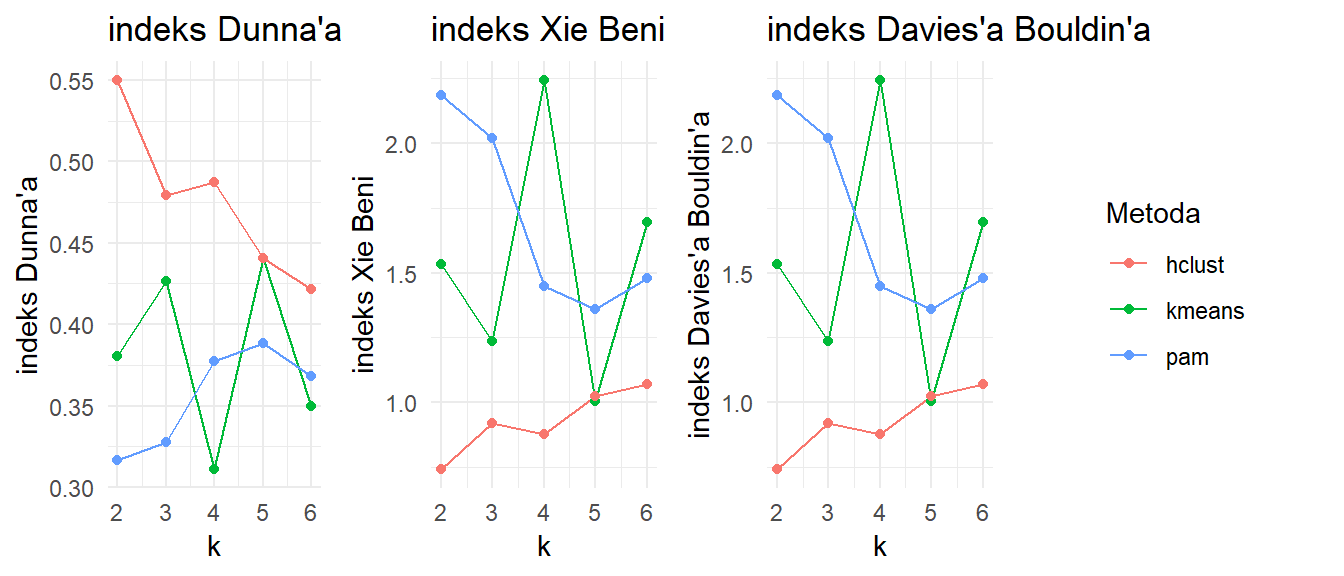 indeks Dunna'a
indeks Xie Beni
indeks Davies'a Bouldin'a
indeks Dunna'a
0.55
0.50
0.45
0.40
0.35
0.30
2 3 4 5 6
k
indeks Xie Beni
2.0
1.5
1.0
2 3 4 5 6
k
indeks Davies'a Bouldin'a
2.0
1.5
1.0
2 3 4 5 6
k
Metoda
hclust
kmeans
pam